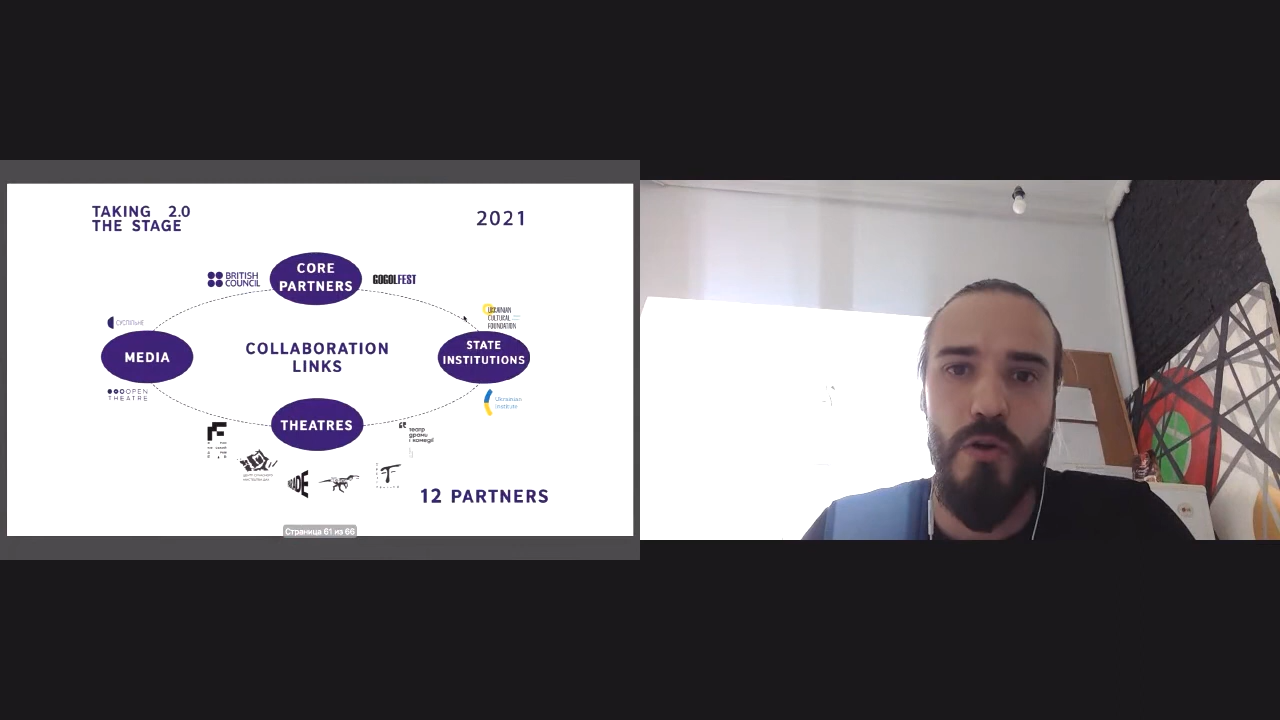 TAKING 2.0
THE STAGE
2021
CORE
PARTNERS
BRITISH
COUNCIL
GOGOLFEST
СУСПІЛЬНЕ
UKRAINIAN
CULTURAL
FOUNDATION
MEDIA
COLLABORATION
LINKS
STATE
INSTITUTIONS
OPEN
THEATRE
Ukrainian
Institute
THEATRES
театр
драми
і комедії
12 PARTNERS
Страница 61 из 66